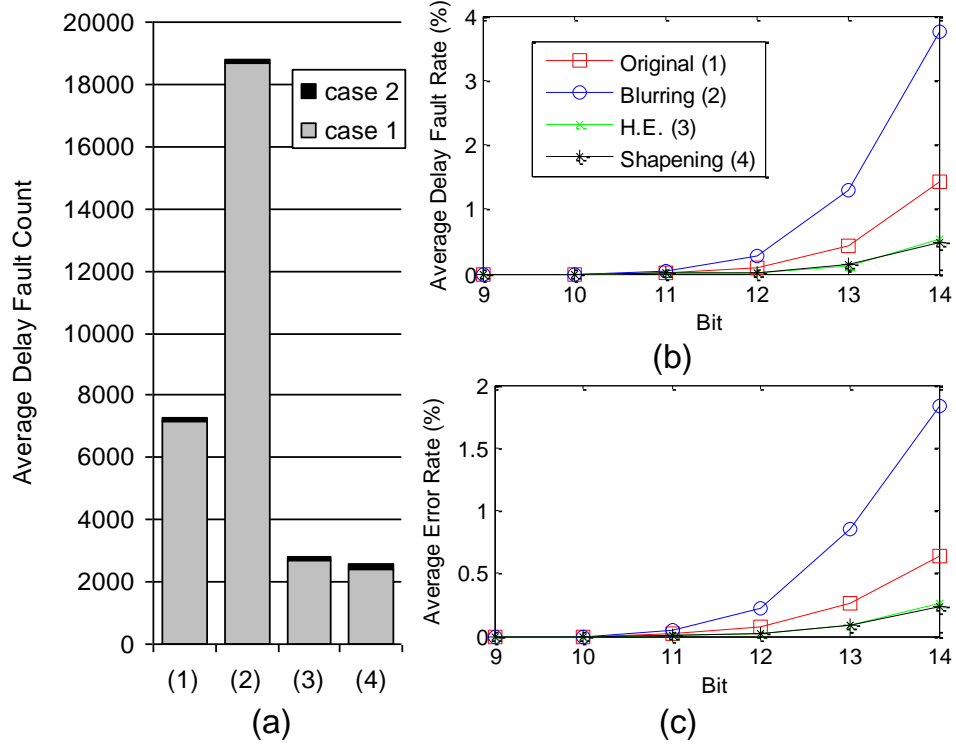 20000
18000
16000
14000
12000
10000
8000
6000
4000
2000
0
Average Delay Fault Count
case 2
case 1
(1) (2) (3) (4)
(a)
4
3
2
1
0
Average Delay Fault Rate (%)
Original (1)
Blurring (2)
H.E. (3)
Shapening (4)
9 10 11 12 13 14
Bit
(b)
2
1.5
1
0.5
0
Average Error Rate (%)
9 10 11 12 13 14
Bit
(c)